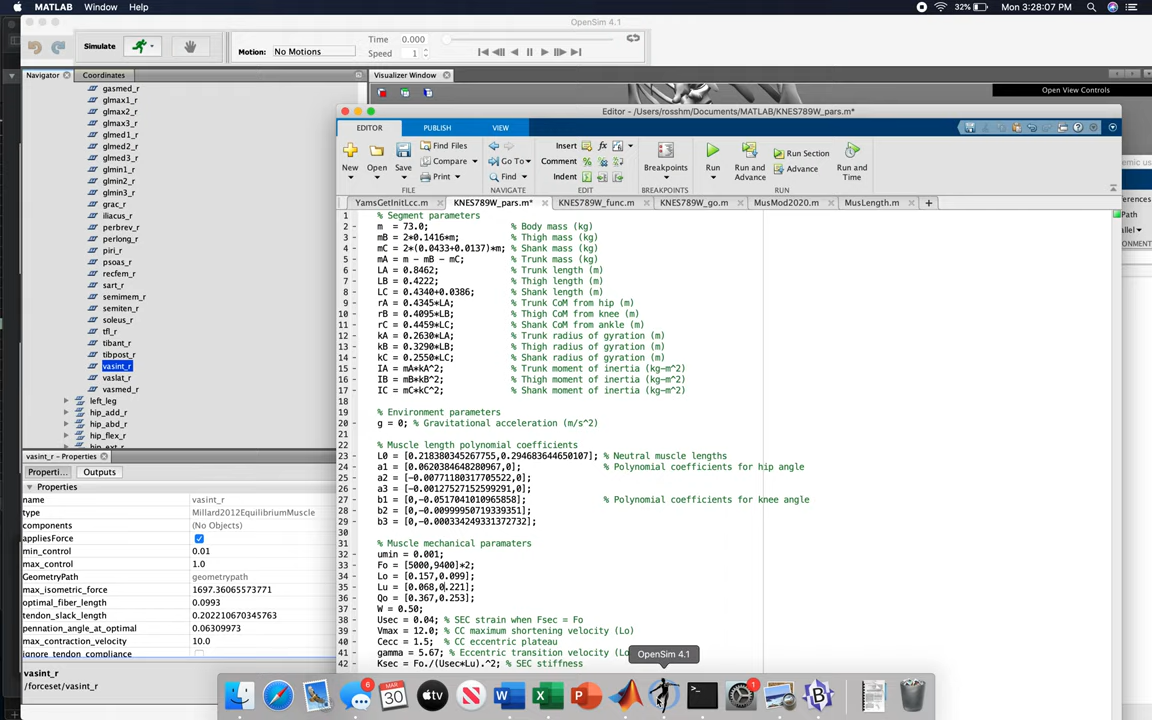 MATLAB Window Help
32% Mon 3:28:07 PM
OpenSim 4.1
Simulate
Motion: No Motions
Time 0.000
Speed 1
Navigator
Coordinates
Visualizer Window
Open View Controls
gasmed_r
glmax1_r
glmax2_r
glmax3_r
glmed1_r
glmed2_r
glmed3_r
glmin1_r
glmin2_r
glmin3_r
grac_r
iliacus_r
perbrev_r
perlong_r
piri_r
psoas_r
recfem_r
sart_r
semimem_r
semiten_r
soleus_r
tfl_r
tibant_r
tibpost_r
vasint_r
vaslat_r
vasmed_r
left_leg
hip_add_r
hip_abd_r
hip_flex_r
vasint_r - Properties
Properti...
Outputs
Properties
name vasint_r
type Millard2012EquilibriumMuscle
components (No Objects)
appliesForce
min_control 0.01
max_control 1.0
GeometryPath geometrypath
max_isometric_force 1697.36065573771
optimal_fiber_length 0.0993
tendon_slack_length 0.202210670345763
pennation_angle_at_optimal 0.06309973
max_contraction_velocity 10.0
ignore_tendon_compliance
vasint_r
/forceset/vasint_r
Editor - /Users/rosshm/Documents/MATLAB/KNES789W_pars.m*
EDITOR PUBLISH VIEW
New Open Save
Find Files
Compare
Print
FILE
Go To
Find
NAVIGATE
Insert fx
Comment %
Indent
EDIT
Breakpoints
BREAKPOINTS
Run
Run and Advance
Run Section
Advance
Run and Time
RUN
YamsGetInitLc.m
KNES789W_pars.m*
KNES789W_func.m
KNES789W_go.m
MusMod2020.m
MusLength.m
1 % Segment parameters
2 - m = 73.0; % Body mass (kg)
3 - mB = 2*0.1416*m; % Thigh mass (kg)
4 - mC = 2*(0.0433+0.0137)*m; % Shank mass (kg)
5 - mA = m - mB - mC; % Trunk mass (kg)
6 - LA = 0.8462; % Trunk length (m)
7 - LB = 0.4222; % Thigh length (m)
8 - LC = 0.4340+0.0386; % Shank length (m)
9 - rA = 0.4345*LA; % Trunk CoM from hip (m)
10 - rB = 0.4095*LB; % Thigh CoM from knee (m)
11 - rC = 0.4459*LC; % Shank CoM from ankle (m)
12 - kA = 0.2630*LA; % Trunk radius of gyration (m)
13 - kB = 0.3290*LB; % Thigh radius of gyration (m)
14 - kC = 0.2550*LC; % Shank radius of gyration (m)
15 - IA = mA*kA^2; % Trunk moment of inertia (kg-m^2)
16 - IB = mB*kB^2; % Thigh moment of inertia (kg-m^2)
17 - IC = mC*kC^2; % Shank moment of inertia (kg-m^2)
18
19 % Environment parameters
20 - g = 0; % Gravitational acceleration (m/s^2)
21
22 % Muscle length polynomial coefficients
23 - L0 = [0.218380345267755,0.294683644650107]; % Neutral muscle lengths
24 - a1 = [0.0620384648280967,0]; % Polynomial coefficients for hip angle
25 - a2 = [-0.00771180317705522,0];
26 - a3 = [-0.00127527152599291,0];
27 - b1 = [0,-0.0517041010965858]; % Polynomial coefficients for knee angle
28 - b2 = [0,-0.00999950719339351];
29 - b3 = [0,-0.000334249331372732];
30
31 % Muscle mechanical paramaters
32 - umin = 0.001;
33 - Fo = [5000,9400]*2;
34 - Lo = [0.157,0.099];
35 - Lu = [0.068,0.221];
36 - Qo = [0.367,0.253];
37 - W = 0.50;
38 - Usec = 0.04; % SEC strain when Fsec = Fo
39 - Vmax = 12.0; % CC maximum shortening velocity (Lo)
40 - Cecc = 1.5; % CC eccentric plateau
41 - gamma = 5.67; % Eccentric transition velocity (Lo
42 - Ksec = Fo./(Usec*Lu).^2; % SEC stiffness
OpenSim 4.1
6
MAR
30
tv
1